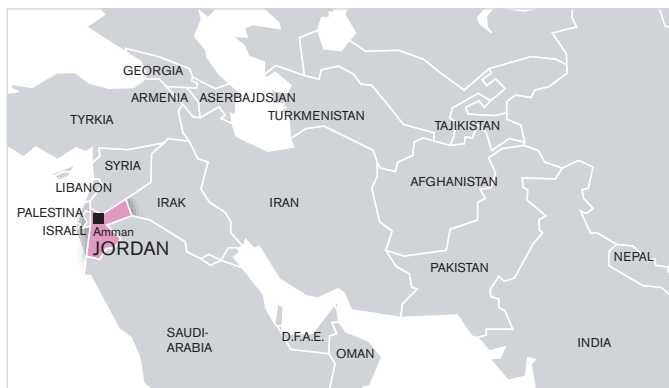 GEORGIA
ARMENIA
ASERBAJDSJAN
TYRKIA
TURKMENISTAN
TAJIKISTAN
SYRIA
LIBANON
AFGHANISTAN
IRAK
IRAN
PALESTINA
ISRAEL
Amman
JORDAN
PAKISTAN
NEPAL
SAUDI-
ARABIA
D.F.A.E.
OMAN
INDIA